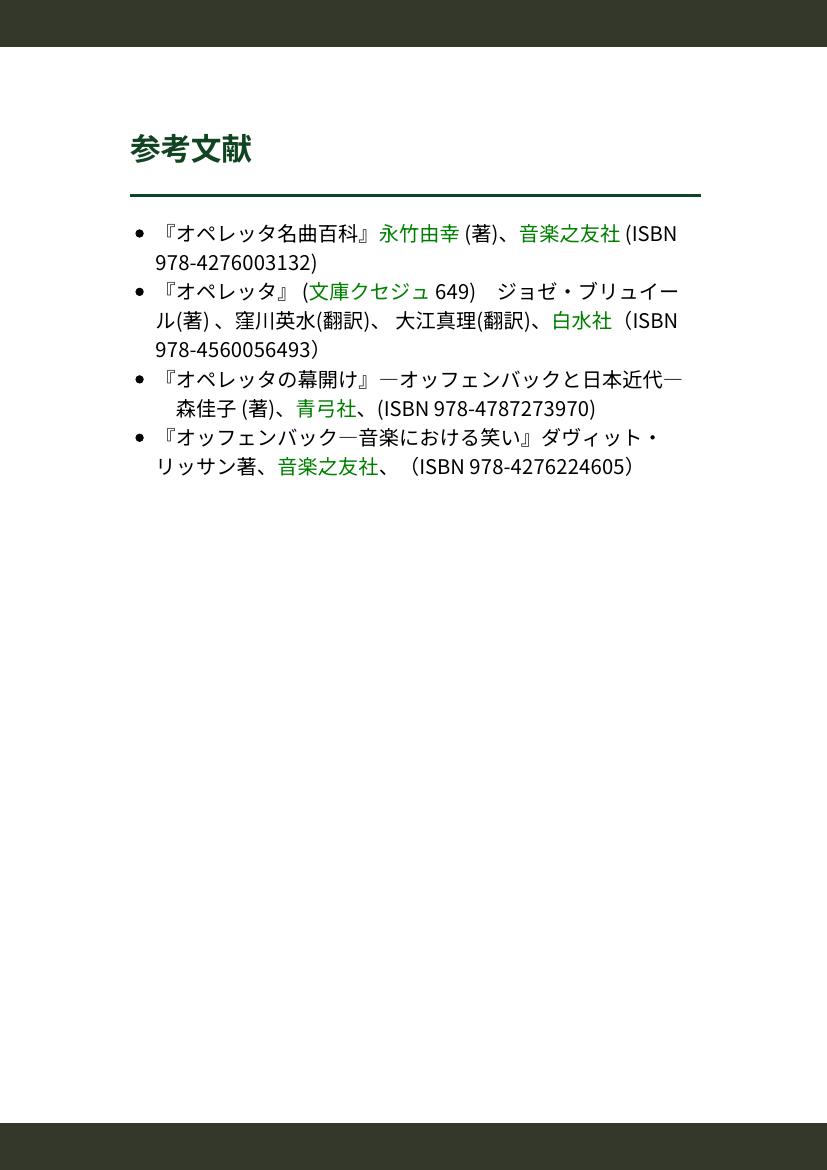 参考文献
• 『オペレッタ名曲百科』永竹由幸 (著)、音楽之友社 (ISBN
978-4276003132)
• 『オペレッタ』 (文庫クセジュ 649)　ジョゼ・ブリュイー
ル(著) 、窪川英水(翻訳)、 大江真理(翻訳)、白水社（ISBN
978-4560056493）
• 『オペレッタの幕開け』―オッフェンバックと日本近代―
　森佳子 (著)、青弓社、(ISBN 978-4787273970)
• 『オッフェンバック―音楽における笑い』ダヴィット・
リッサン著、音楽之友社、（ISBN 978-4276224605）